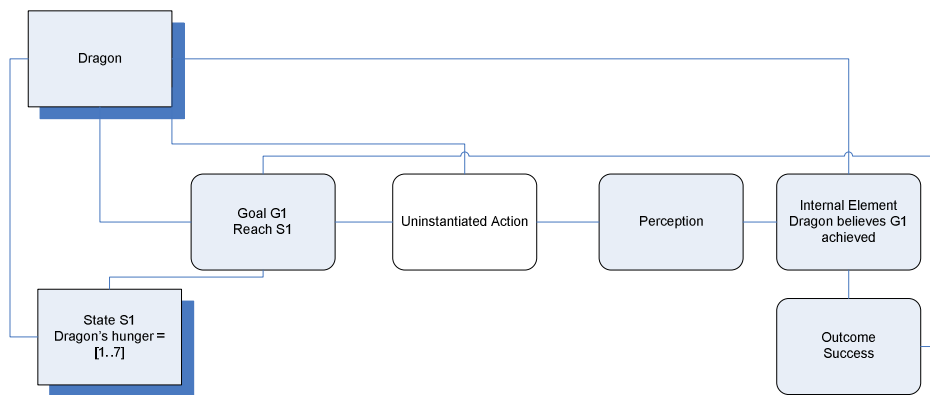 Dragon
Goal G1
Reach S1
Uninstantiated Action
Perception
Internal Element
Dragon believes G1
achieved
State S1
Dragon's hunger =
[1..7]
Outcome
Success